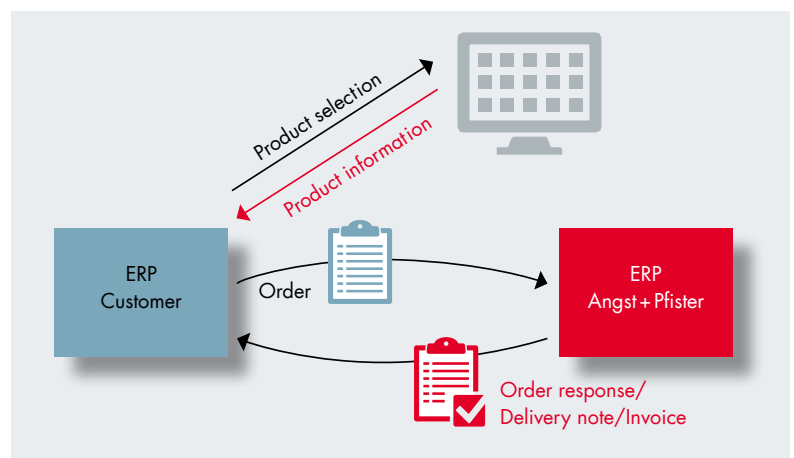 Product selection
Product information
ERP
Customer
Order
ERP
Angst+Pfister
Order response/
Delivery note/Invoice